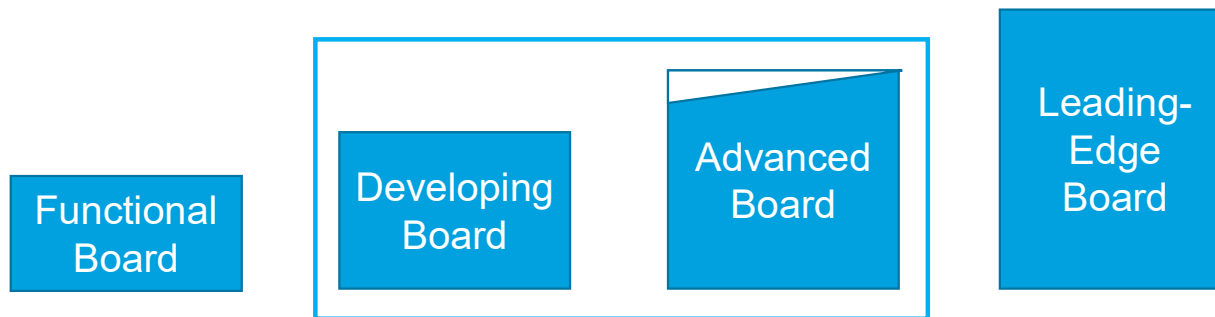 Functional
Board
Developing
Board
Advanced
Board
Leading-
Edge
Board